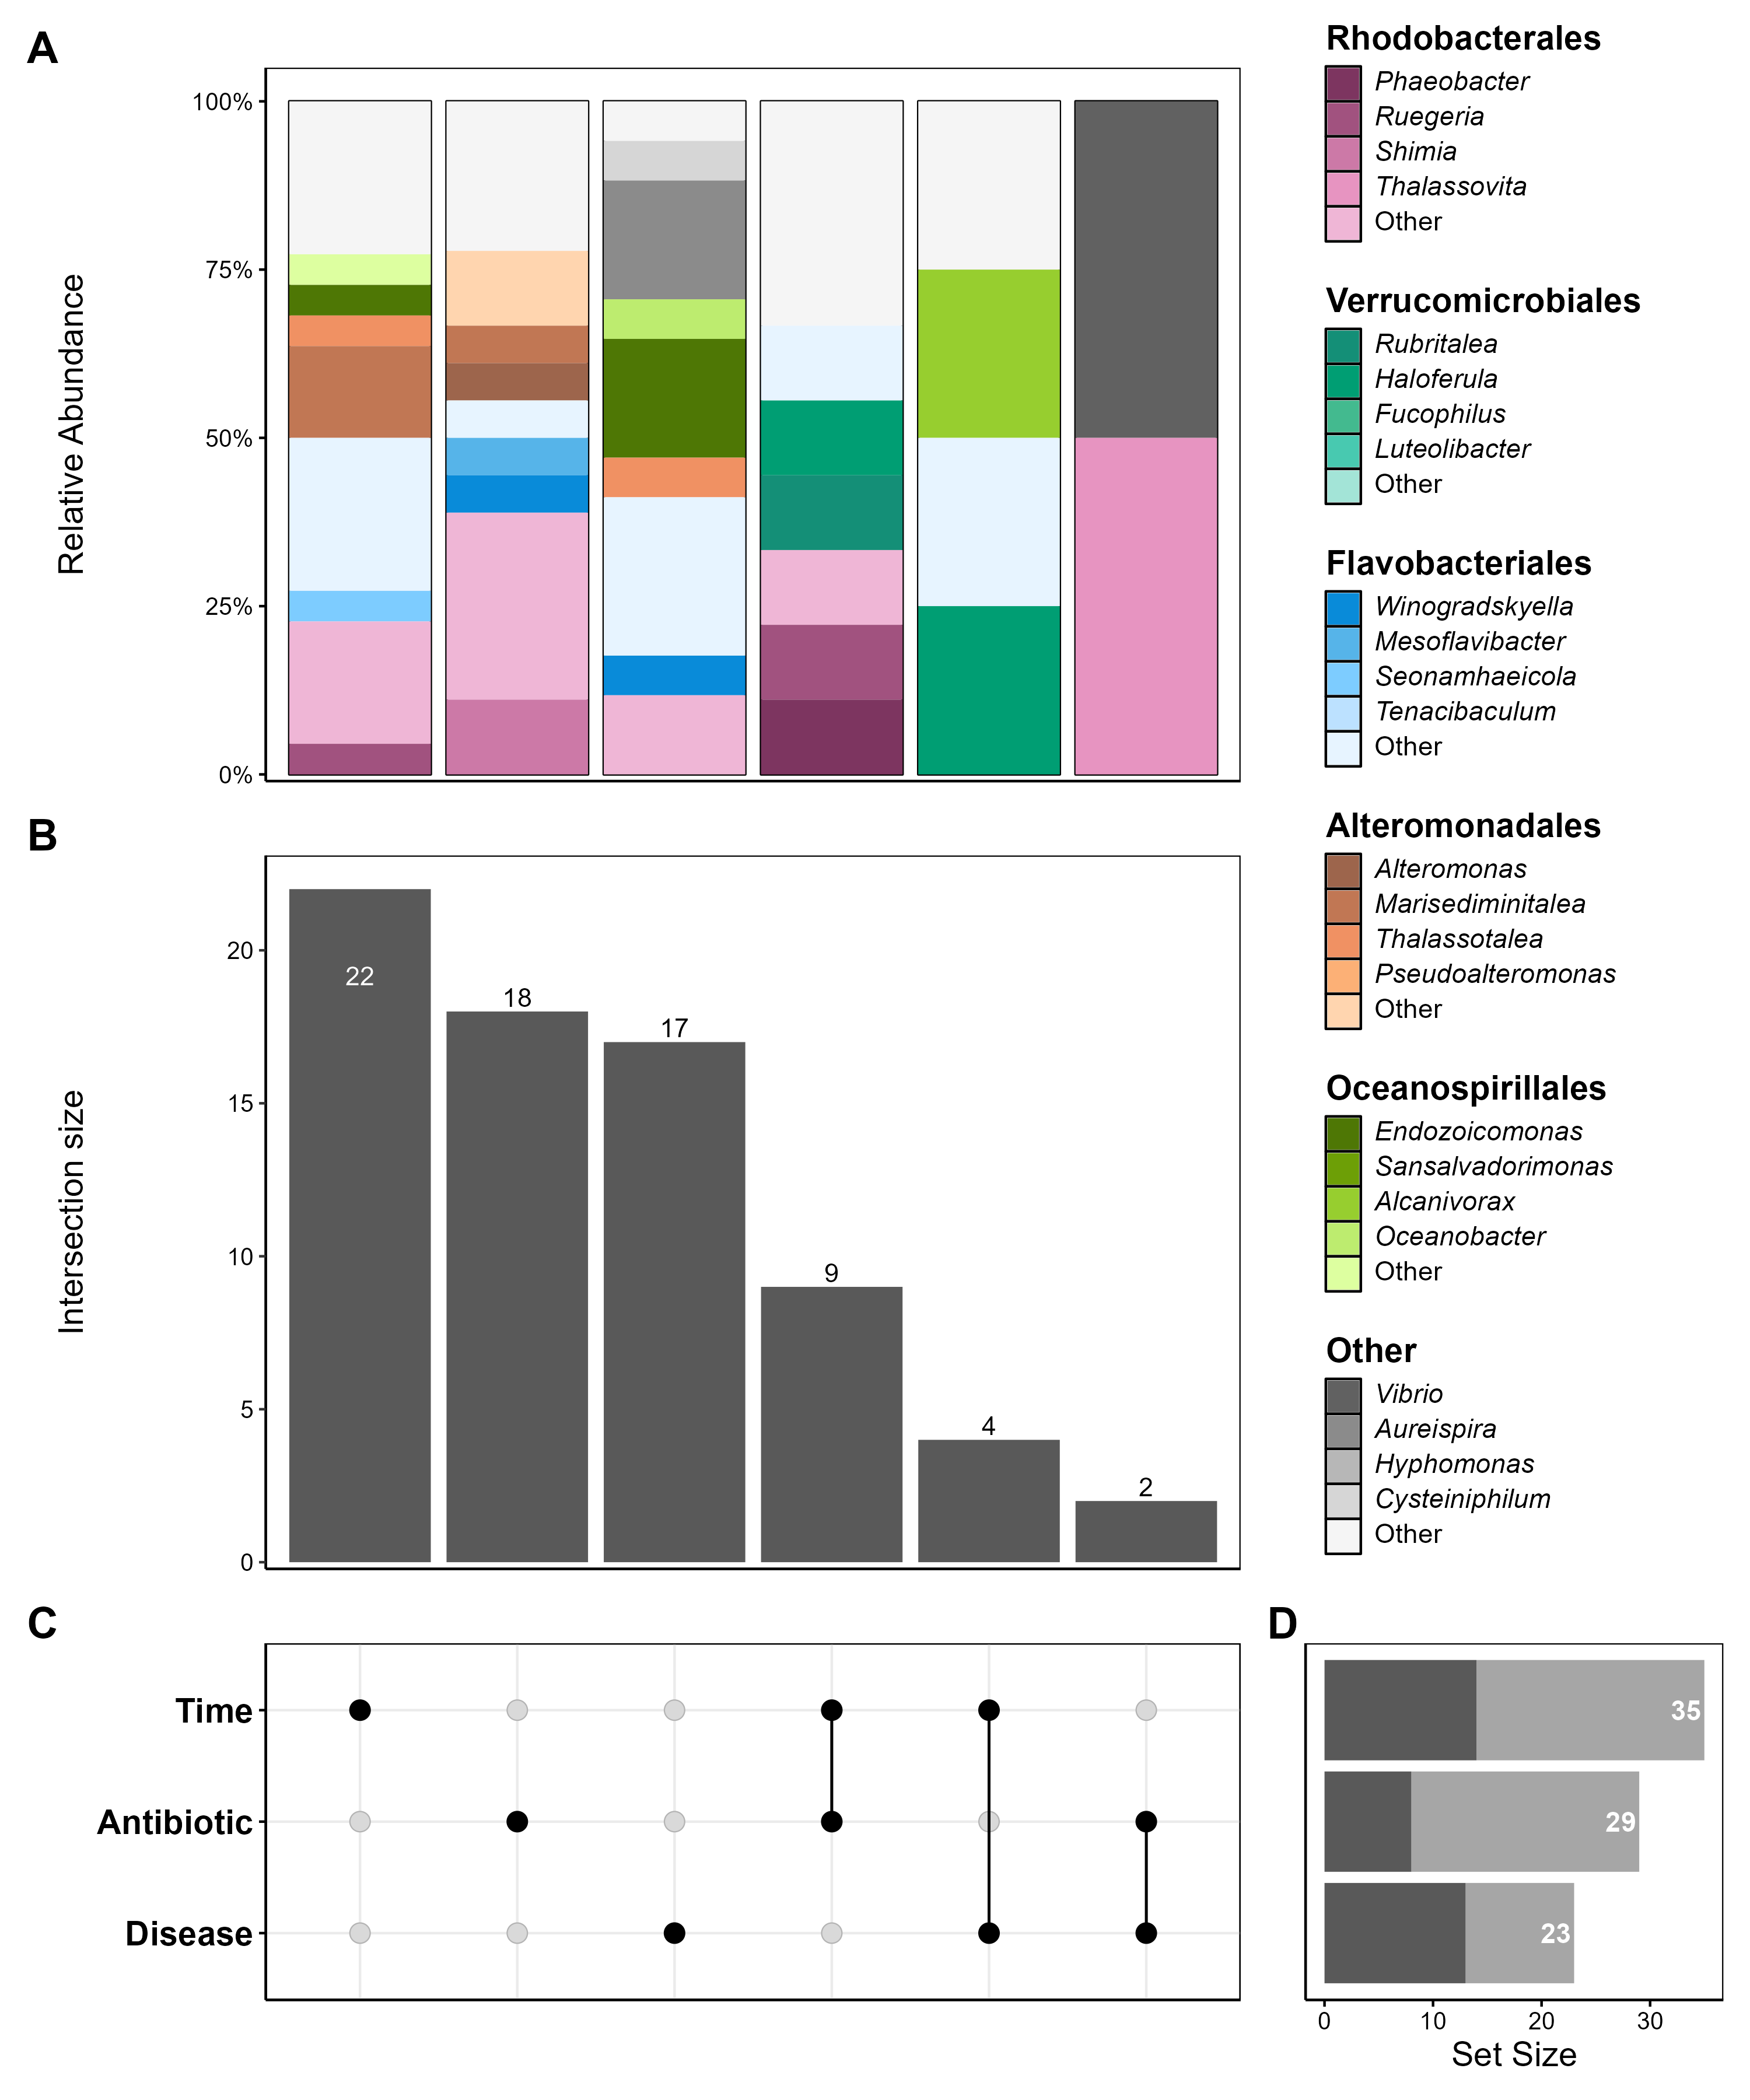 A
Relative Abundance
100%
75%
50%
25%
0%
Rhodobacterales
Phaeobacter
Ruegeria
Shimia
Thalassovita
Other
Verrucomicrobiales
Rubritalea
Haloferula
Fucophilus
Luteolibacter
Other
Flavobacteriales
Winogradskyella
Mesoflavibacter
Seonamhaeicola
Tenacibaculum
Other
Alteromonadales
Alteromonas
Marisediminitalea
Thalassotalea
Pseudoalteromonas
Other
Oceanospirillales
Endozoicomonas
Sansalvadorimonas
Alcanivorax
Oceanobacter
Other
Other
Vibrio
Aureispira
Hyphomonas
Cysteiniphilum
Other
B
Intersection size
20
15
10
5
0
22
18
17
9
4
2
C
Time
Antibiotic
Disease
D
35
29
23
0 10 20 30
Set Size